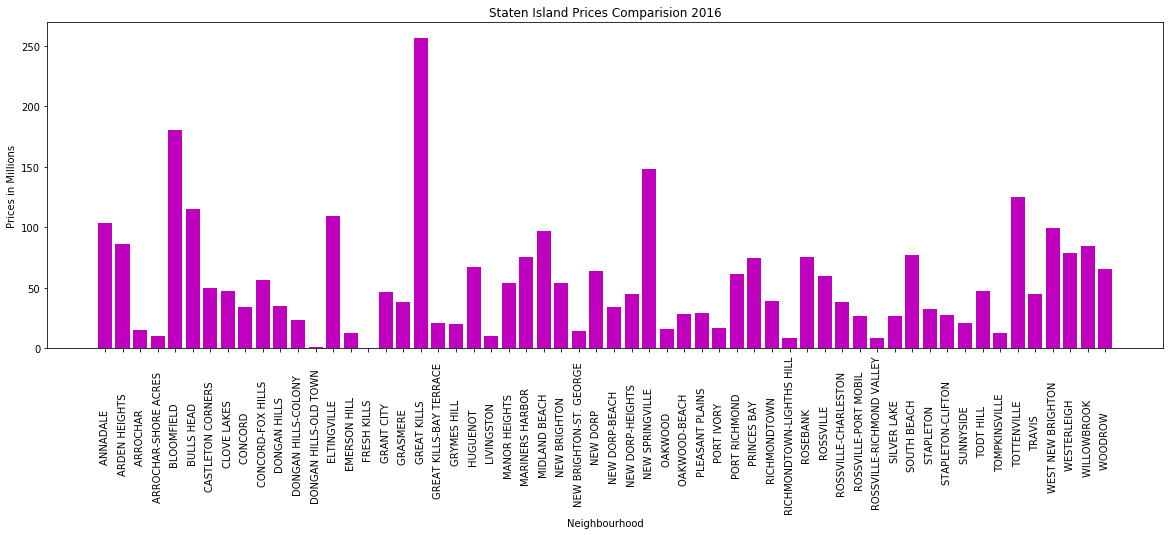 Staten Island Prices Comparision 2016
Prices in Millions
250
200
150
100
50
0
ANNADALE
ARDEN HEIGHTS
ARROCHAR
ARROCHAR-SHORE ACRES
BLOOMFIELD
BULLS HEAD
CASTLETON CORNERS
CLOVE LAKES
CONCORD
CONCORD-FOX HILLS
DONGAN HILLS
DONGAN HILLS-COLONY
DONGAN HILLS-OLD TOWN
ELTINGVILLE
EMERSON HILL
FRESH KILLS
GRANT CITY
GRASMERE
GREAT KILLS
GREAT KILLS-BAY TERRACE
GRYMES HILL
HUGUENOT
LIVINGSTON
MANOR HEIGHTS
MARINERS HARBOR
MIDLAND BEACH
NEW BRIGHTON
NEW BRIGHTON-ST. GEORGE
NEW DORP
NEW DORP-BEACH
NEW DORP-HEIGHTS
NEW SPRINGVILLE
OAKWOOD
OAKWOOD-BEACH
PLEASANT PLAINS
PORT IVORY
PORT RICHMOND
PRINCES BAY
RICHMONDTOWN
RICHMONDTOWN-LIGHTHS HILL
ROSEBANK
ROSSVILLE
ROSSVILLE-CHARLESTON
ROSSVILLE-PORT MOBIL
ROSSVILLE-RICHMOND VALLEY
SILVER LAKE
SOUTH BEACH
STAPLETON
STAPLETON-CLIFTON
SUNNYSIDE
TODT HILL
TOMPKINSVILLE
TOTTENVILLE
TRAVIS
WEST NEW BRIGHTON
WESTERLEIGH
WILLOWBROOK
WOODROW
Neighbourhood